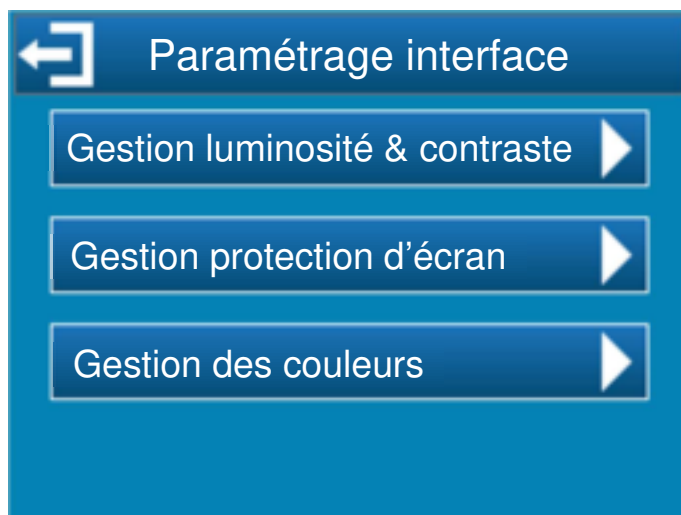 Paramétrage interface
Gestion luminosité & contraste
Gestion protection d’écran
Gestion des couleurs